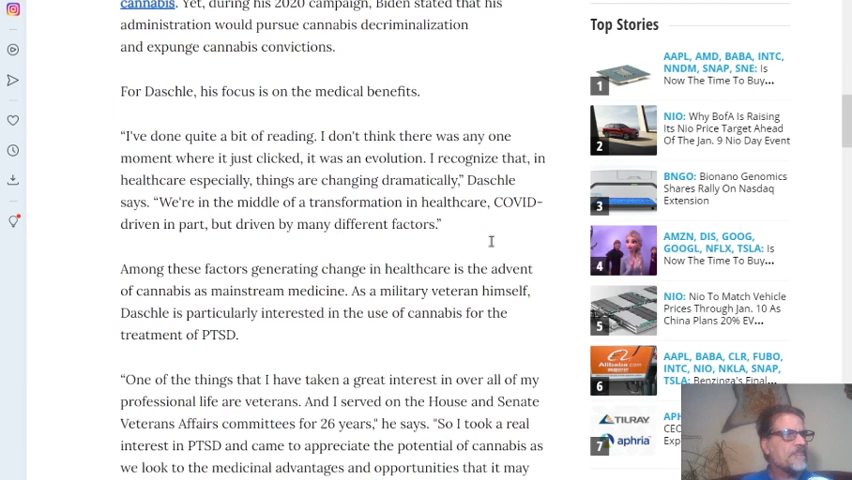 cannabis. Yet, during his 2020 campaign, Biden stated that his
administration would pursue cannabis decriminalization
and expunge cannabis convictions.
For Daschle, his focus is on the medical benefits.
“I've done quite a bit of reading. I don't think there was any one
moment where it just clicked, it was an evolution. I recognize that, in
healthcare especially, things are changing dramatically,” Daschle
says. “We're in the middle of a transformation in healthcare, COVID-
driven in part, but driven by many different factors.”
Among these factors generating change in healthcare is the advent
of cannabis as mainstream medicine. As a military veteran himself,
Daschle is particularly interested in the use of cannabis for the
treatment of PTSD.
“One of the things that I have taken a great interest in over all of my
professional life are veterans. And I served on the House and Senate
Veterans Affairs committees for 26 years," he says. "So I took a real
interest in PTSD and came to appreciate the potential of cannabis as
we look to the medicinal advantages and opportunities that it may
Top Stories
1
AAPL, AMD, BABA, INTC,
NNDM, SNAP, SNE: Is
Now The Time To Buy...
2
NIO: Why BofA Is Raising
Its Nio Price Target Ahead
Of The Jan. 9 Nio Day Event
3
BNGO: Bionano Genomics
Shares Rally On Nasdaq
Extension
4
AMZN, DIS, GOOG,
GOOGL, NFLX, TSLA: Is
Now The Time To Buy...
5
NIO: Nio To Match Vehicle
Prices Through Jan. 10 As
China Plans 20% EV...
6
Alibaba.com
AAPL, BABA, CLR, FUBO,
INTC, NIO, NKLA, SNAP,
TSLA: Benzinga's Final...
7
TILRAY
aphria
APH
CEO
Exp